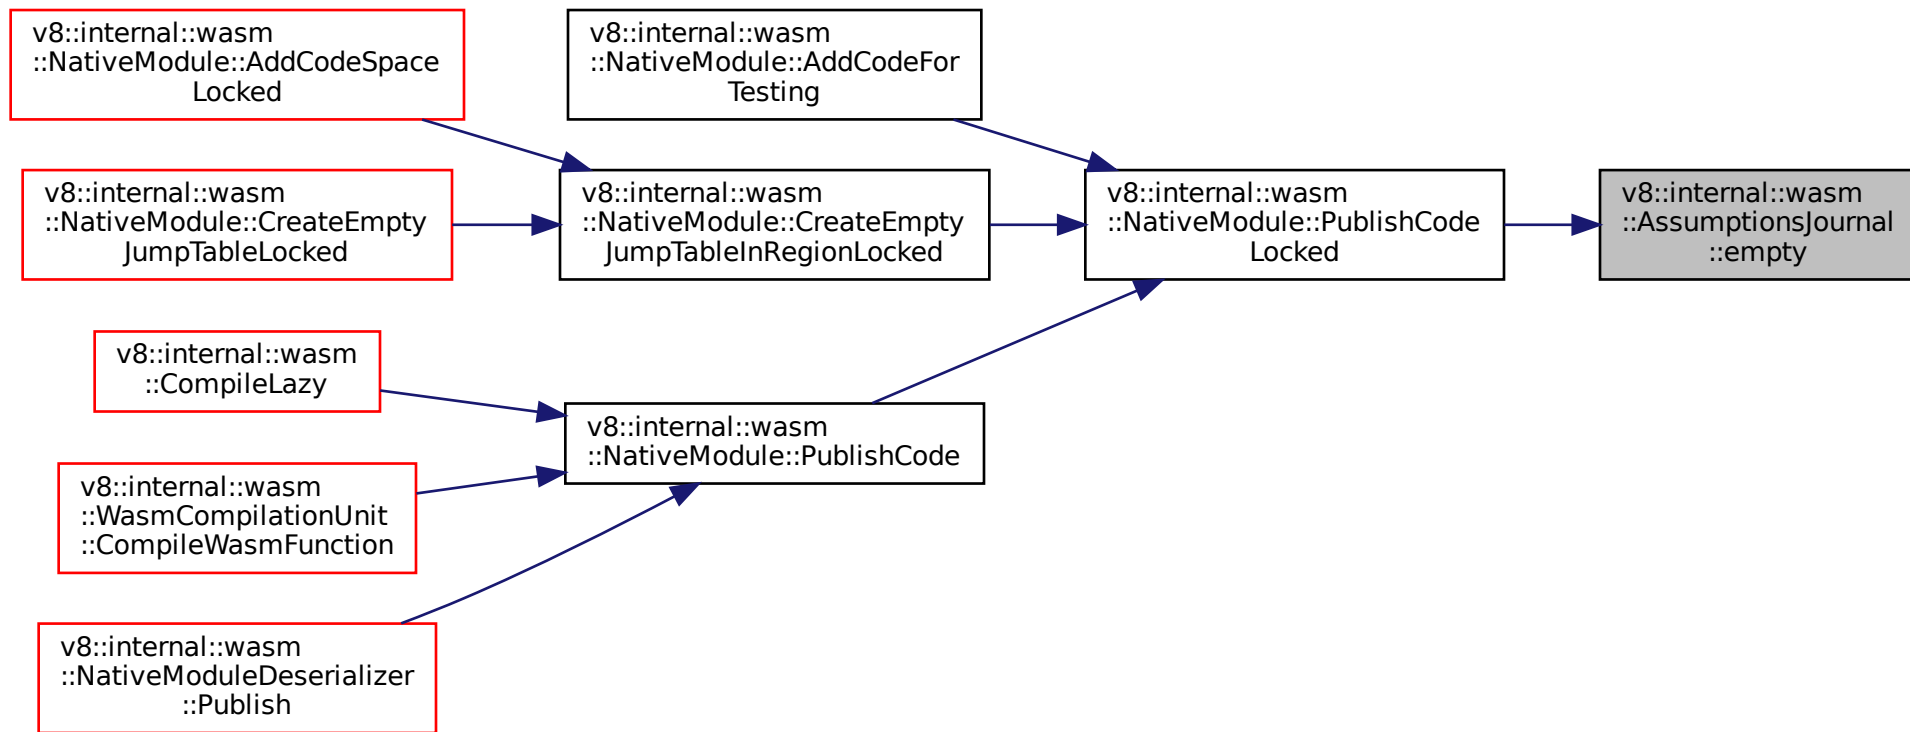 v8::internal::wasm
::NativeModule::AddCodeSpace
Locked
v8::internal::wasm
::NativeModule::AddCodeFor
Testing
v8::internal::wasm
::NativeModule::CreateEmpty
JumpTableLocked
v8::internal::wasm
::NativeModule::CreateEmpty
JumpTableInRegionLocked
v8::internal::wasm
::NativeModule::PublishCode
Locked
v8::internal::wasm
::AssumptionsJournal
::empty
v8::internal::wasm
::CompileLazy
v8::internal::wasm
::NativeModule::PublishCode
v8::internal::wasm
::WasmCompilationUnit
::CompileWasmFunction
v8::internal::wasm
::NativeModuleDeserializer
::Publish